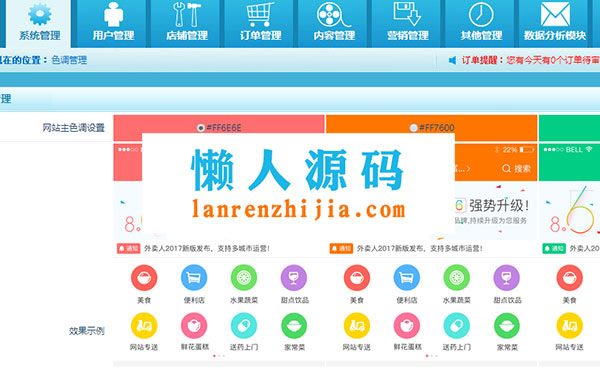 系统管理 用户管理 店铺管理 订单管理 内容管理 营销管理 其他管理 数据分析模块
现在的位置：色调管理 订单提醒：您有今天有0个订单待审
管理
网站主色调设置 #FF6E6E #FF7600
BELL 22% BELL
搜索
懒人源码
lanrenzhijia.com
8. 6 强势升级! 8.
品牌,持续升级为您服务
通知 外卖人2017新版发布，支持多城市运营! 通知 外卖人2017新版发布，支持多城市运营! 通知 外卖人
美食 便利店 水果蔬菜 甜点饮品 美食 便利店 水果蔬菜 甜点饮品 美食
效果示例
网站专送 鲜花蛋糕 送药上门 家常菜 网站专送 鲜花蛋糕 送药上门 家常菜 网站专送